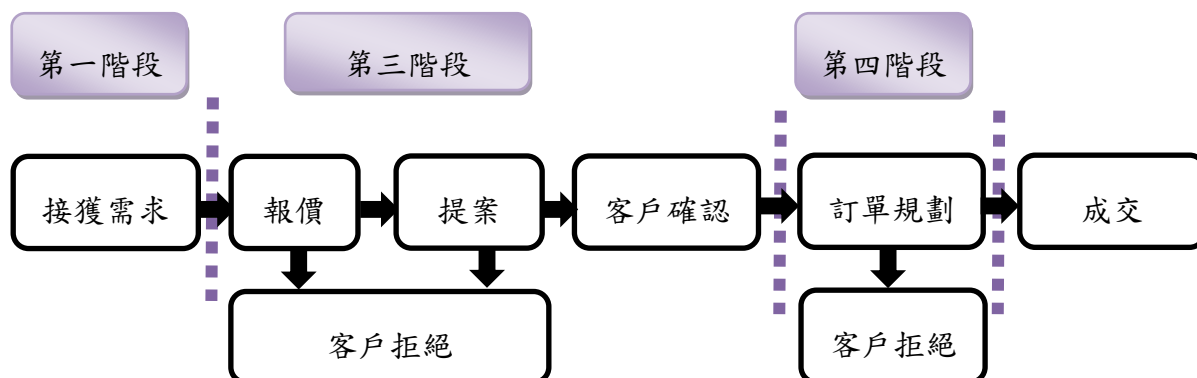 第一階段
第三階段
第四階段
接獲需求
報價
提案
客戶確認
訂單規劃
成交
客戶拒絕
客戶拒絕